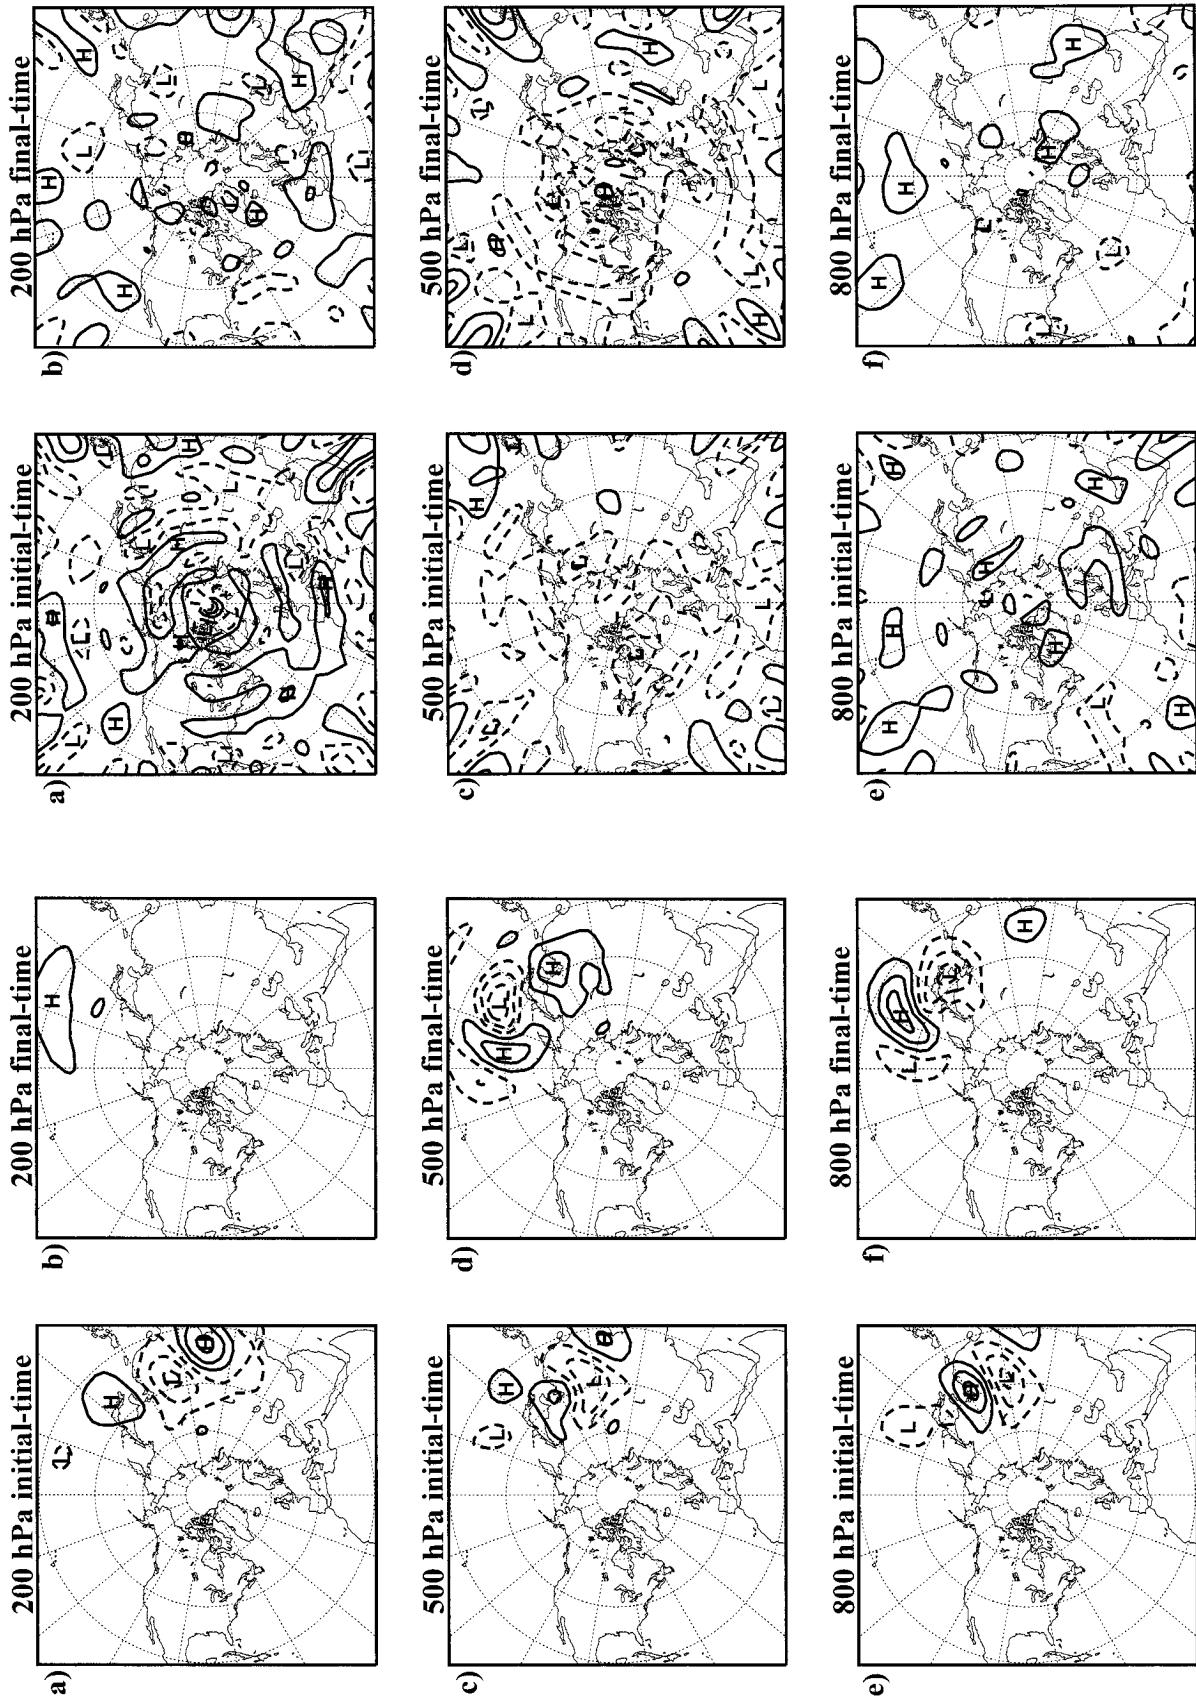 a)
200 hPa initial-time
L
H
L
H
b)
200 hPa final-time
H
c)
500 hPa initial-time
L
H
L
H
d)
500 hPa final-time
H
L
H
e)
800 hPa initial-time
L
H
L
f)
800 hPa final-time
L
H
L
H
a)
200 hPa initial-time
H
L
H
L
L
H
L
L
b)
200 hPa final-time
H
H
L
H
L
H
H
L
c)
500 hPa initial-time
H
L
L
L
d)
500 hPa final-time
L
L
L
H
L
H
L
e)
800 hPa initial-time
H
H
H
H
H
L
H
H
f)
800 hPa final-time
H
H
L
H
H
L
L